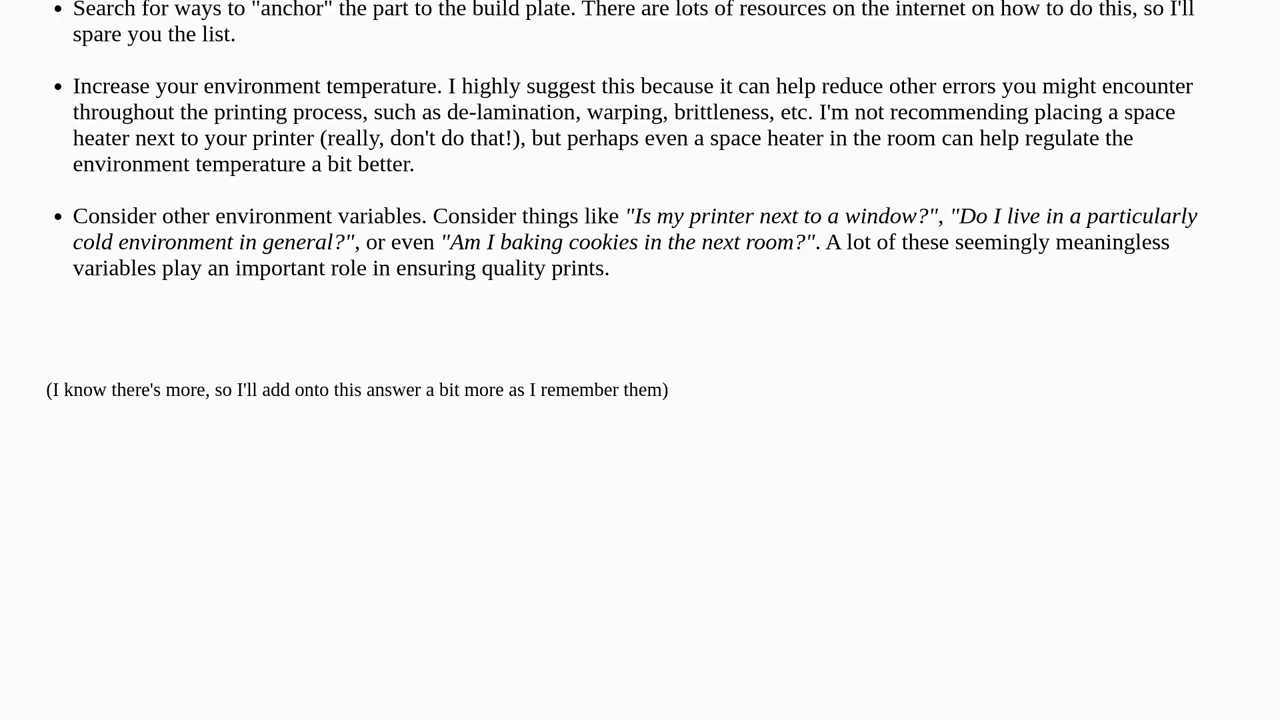 Search for ways to "anchor" the part to the build plate. There are lots of resources on the internet on how to do this, so I'll
spare you the list.
Increase your environment temperature. I highly suggest this because it can help reduce other errors you might encounter
throughout the printing process, such as de-lamination, warping, brittleness, etc. I'm not recommending placing a space
heater next to your printer (really, don't do that!), but perhaps even a space heater in the room can help regulate the
environment temperature a bit better.
Consider other environment variables. Consider things like "Is my printer next to a window?", "Do I live in a particularly
cold environment in general?", or even "Am I baking cookies in the next room?". A lot of these seemingly meaningless
variables play an important role in ensuring quality prints.
(I know there's more, so I'll add onto this answer a bit more as I remember them)